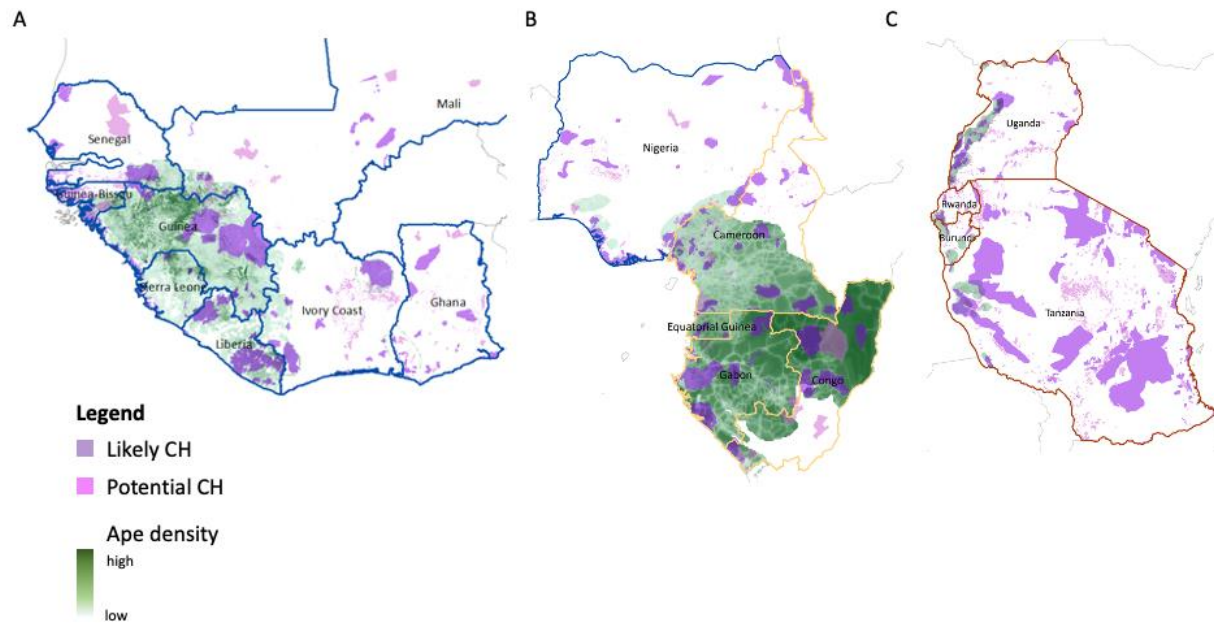 A
B
C
Mali
Senegal
Guinea-Bissau
Guinea
Sierra Leone
Liberia
Ivory Coast
Ghana
Nigeria
Cameroon
Equatorial Guinea
Gabon
Congo
Uganda
Rwanda
Burundi
Tanzania
Legend
Likely CH
Potential CH
Ape density
high
low